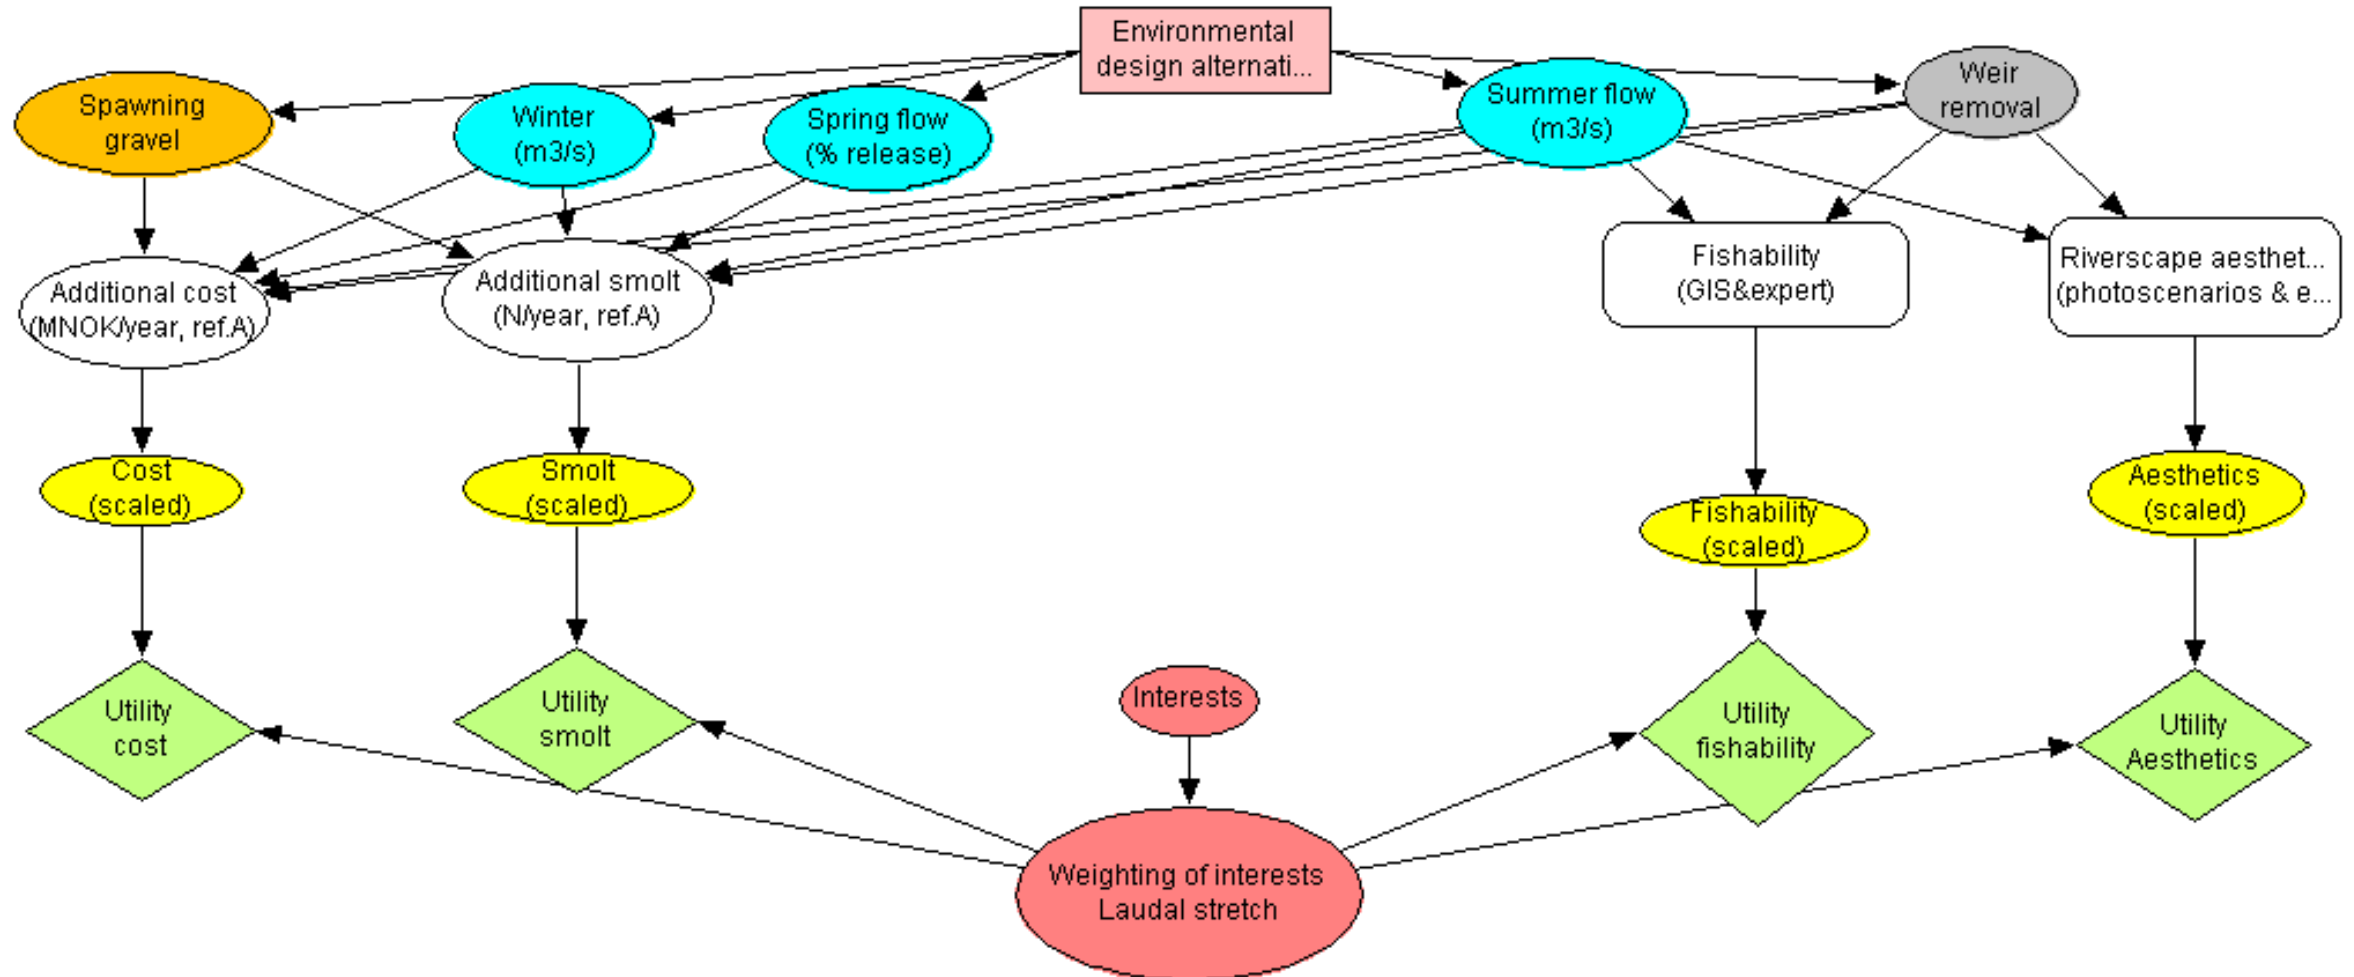 Environmental
design alternati...
Spawning
gravel
Winter
(m3/s)
Spring flow
(% release)
Summer flow
(m3/s)
Weir
removal
Additional cost
(MNOK/year, ref.A)
Additional smolt
(N/year, ref.A)
Fishability
(GIS&expert)
Riverscape aesthet...
(photoscenarios & e...
Cost
(scaled)
Smolt
(scaled)
Fishability
(scaled)
Aesthetics
(scaled)
Utility
cost
Utility
smolt
Interests
Utility
fishability
Utility
Aesthetics
Weighting of interests
Laudal stretch